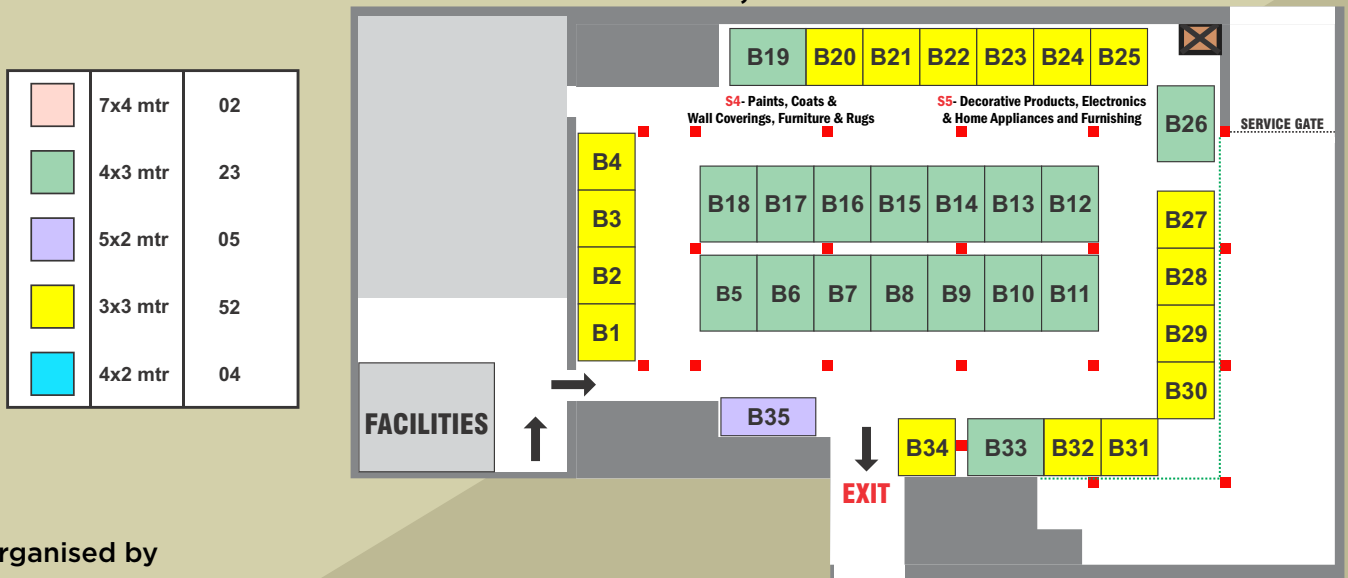 7x4 mtr 02
4x3 mtr 23
5x2 mtr 05
3x3 mtr 52
4x2 mtr 04
B19 B20 B21 B22 B23 B24 B25
S4- Paints, Coats &
Wall Coverings, Furniture & Rugs
S5- Decorative Products, Electronics
& Home Appliances and Furnishing
B26
SERVICE GATE
B4
B3
B2
B1
B18 B17 B16 B15 B14 B13 B12
B5 B6 B7 B8 B9 B10 B11
B27
B28
B29
B30
FACILITIES
B35
B34 B33 B32 B31
EXIT
rganised by